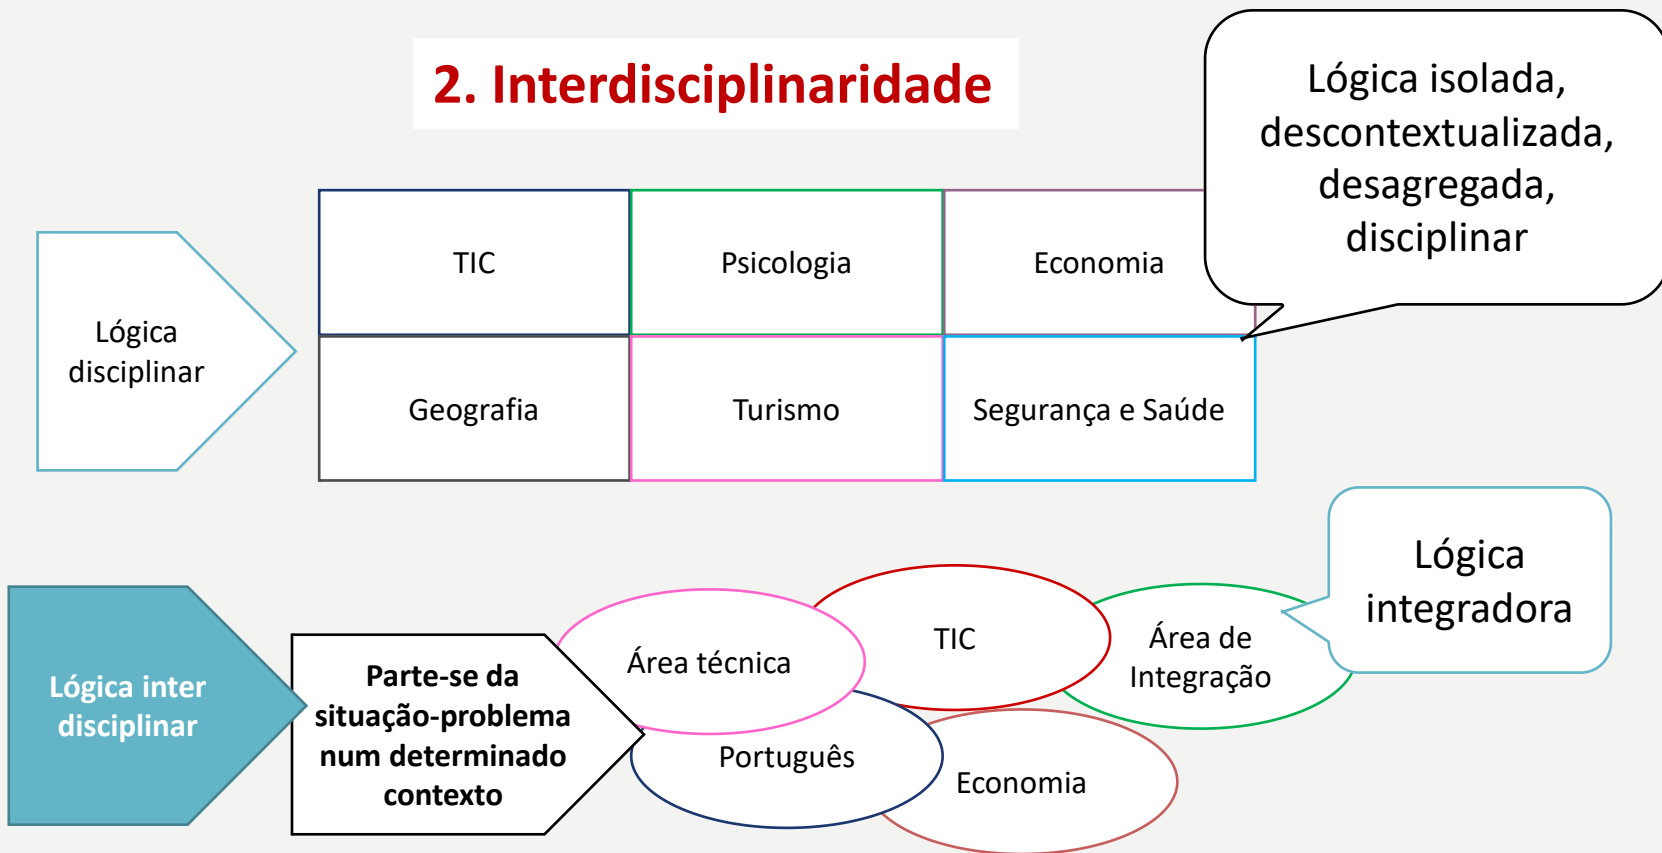 2. Interdisciplinaridade
Lógica isolada,
descontextualizada,
desagregada,
disciplinar
Lógica
disciplinar
TIC
Psicologia
Economia
Geografia
Turismo
Segurança e Saúde
Lógica
integradora
Lógica inter
disciplinar
Parte-se da
situação-problema
num determinado
contexto
Área técnica
TIC
Área de
Integração
Português
Economia